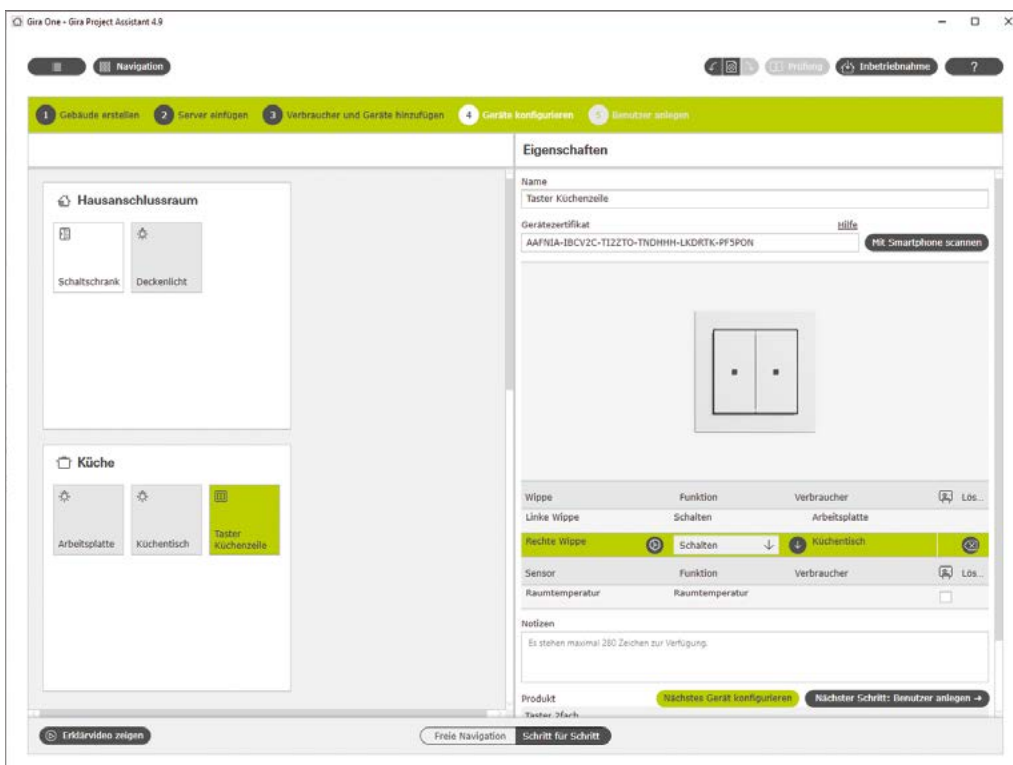 Gira One - Gira Project Assistant 4.9
Navigation
Prüfung
Inbetriebnahme
?
1 Gebäude erstellen 2 Server einfügen 3 Verbraucher und Geräte hinzufügen 4 Geräte konfigurieren 5 Benutzer anlegen
Eigenschaften
Hausanschlussraum
Schaltschrank
Deckenlicht
Küche
Arbeitsplatte
Küchentisch
Taster
Küchenzeile
Name
Taster Küchenzeile
Gerätezertifikat Hilfe
AAFNIA-IBCV2C-TIZZTO-TNDHHH-LKDRTK-PF5PON Mit Smartphone scannen
Wippe Funktion Verbraucher Lös...
Linke Wippe Schalten Arbeitsplatte
Rechte Wippe Schalten Küchentisch
Sensor Funktion Verbraucher Lös...
Raumtemperatur Raumtemperatur
Notizen
Es stehen maximal 280 Zeichen zur Verfügung.
Produkt Nächstes Gerät konfigurieren Nächster Schritt: Benutzer anlegen →
Taster 2fach
Erklärvideo zeigen
Freie Navigation Schritt für Schritt